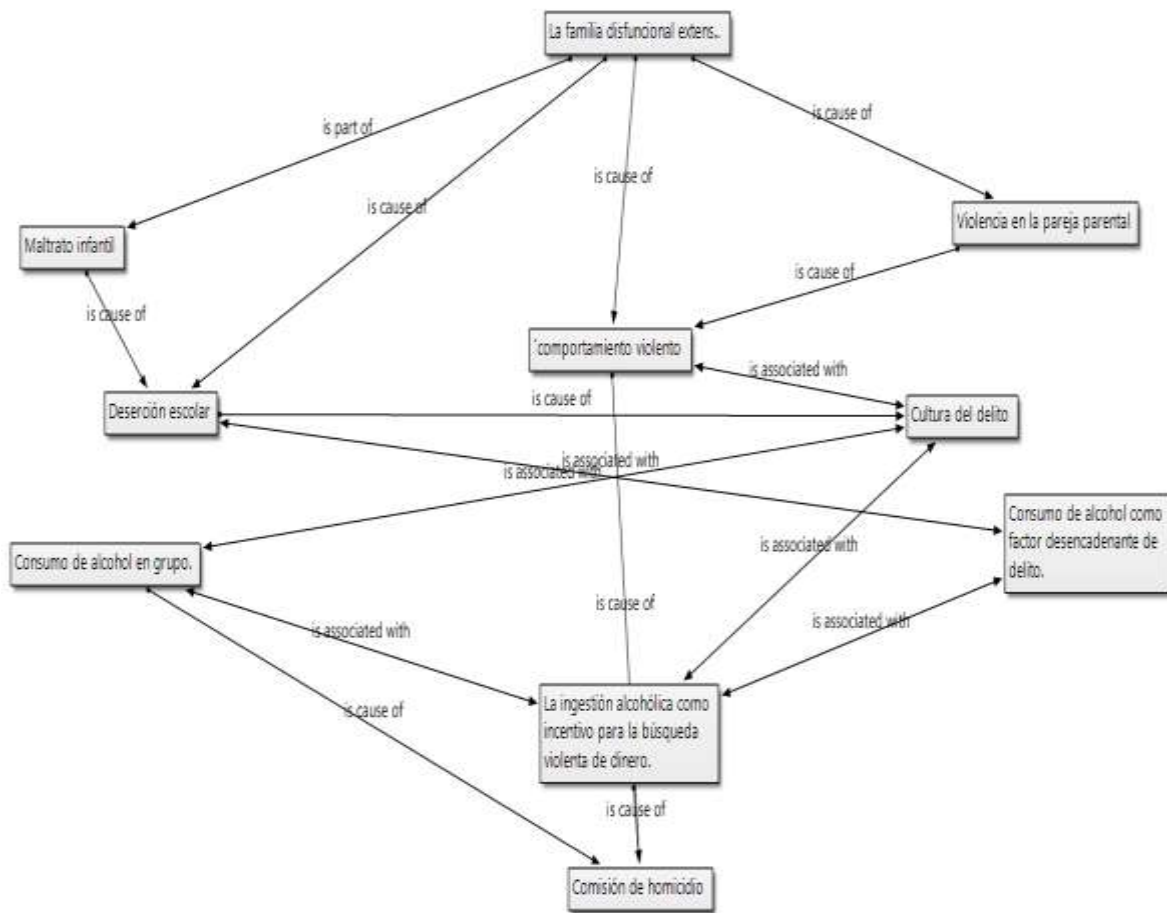 La familia disfuncional extens...
is part of
is cause of
is cause of
is cause of
Maltrato infantil
Violencia en la pareja parental
is cause of
is cause of
´comportamiento violento
is associated with
Deserción escolar
is cause of
Cultura del delito
is associated with
is associated with
Consumo de alcohol como
factor desencadenante de
delito.
Consumo de alcohol en grupo.
is associated with
is cause of
is associated with
is associated with
La ingestión alcohólica como
incentivo para la búsqueda
violenta de dinero.
is cause of
is cause of
Comisión de homicidio